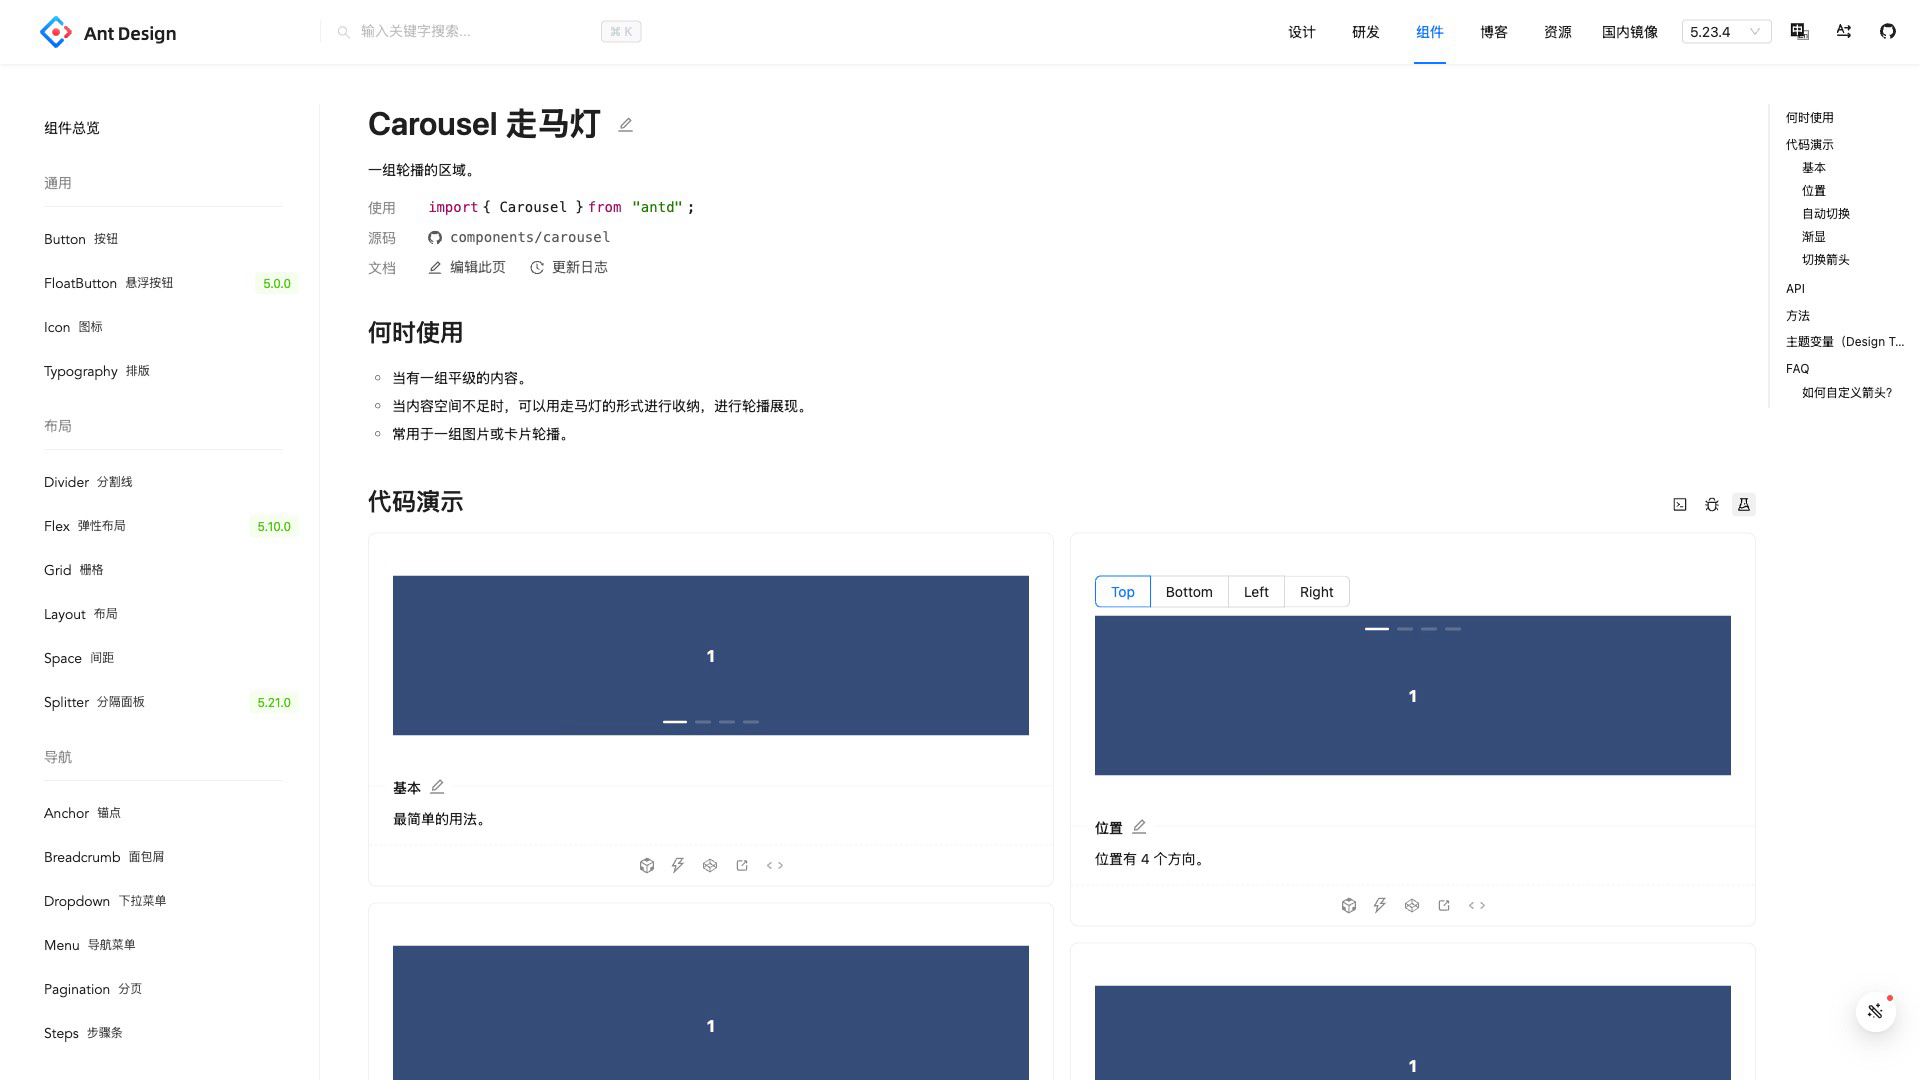 Ant Design
输入关键字搜索...
⌘ K
设计
研发
组件
博客
资源
国内镜像
5.23.4
组件总览
通用
Button 按钮
FloatButton 悬浮按钮 5.0.0
Icon 图标
Typography 排版
布局
Divider 分割线
Flex 弹性布局 5.10.0
Grid 栅格
Layout 布局
Space 间距
Splitter 分隔面板 5.21.0
导航
Anchor 锚点
Breadcrumb 面包屑
Dropdown 下拉菜单
Menu 导航菜单
Pagination 分页
Steps 步骤条
Carousel 走马灯
一组轮播的区域。
使用 import { Carousel } from "antd";
源码 components/carousel
文档 编辑此页 更新日志
何时使用
当有一组平级的内容。
当内容空间不足时，可以用走马灯的形式进行收纳，进行轮播展现。
常用于一组图片或卡片轮播。
代码演示
1
基本
最简单的用法。
Top Bottom Left Right
1
位置
位置有 4 个方向。
1
1
何时使用
代码演示
基本
位置
自动切换
渐显
切换箭头
API
方法
主题变量（Design T...
FAQ
如何自定义箭头？